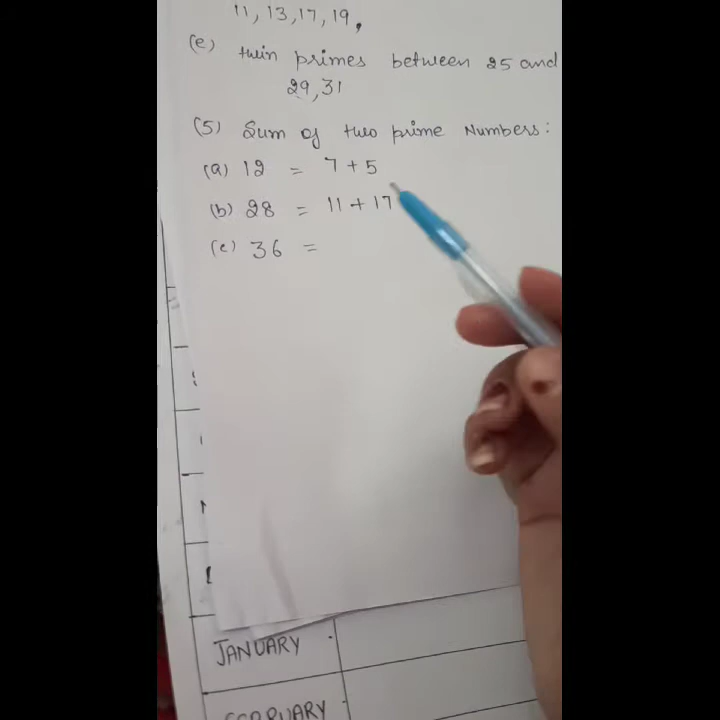 11, 13, 17, 19,
(e) twin primes between 25 and
29, 31
(5) Sum of two prime Numbers:
(a) 12 = 7 + 5
(b) 28 = 11 + 17
(c) 36 =
JANUARY
FEBRUARY